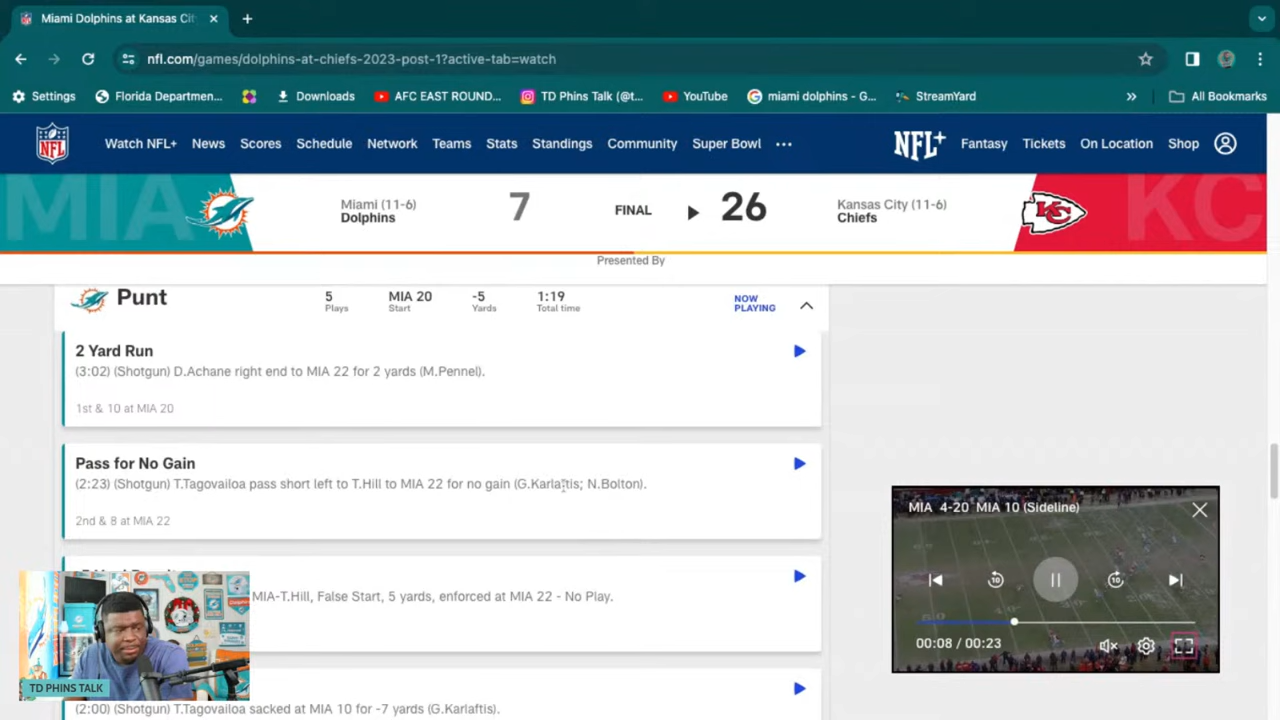 Miami Dolphins at Kansas Cit
nfl.com/games/dolphins-at-chiefs-2023-post-1?active-tab=watch
Settings Florida Departmen... Downloads AFC EAST ROUND... TD Phins Talk (@t... YouTube miami dolphins - G... StreamYard » All Bookmarks
NFL Watch NFL+ News Scores Schedule Network Teams Stats Standings Community Super Bowl ... NFL+ Fantasy Tickets On Location Shop
MIA Miami (11-6) 7 FINAL 26 Kansas City (11-6) KC
Dolphins Chiefs
Presented By
Punt 5 MIA 20 -5 1:19 NOW
Plays Start Yards Total time PLAYING
2 Yard Run
(3:02) (Shotgun) D.Achane right end to MIA 22 for 2 yards (M.Pennel).
1st & 10 at MIA 20
Pass for No Gain
(2:23) (Shotgun) T.Tagovailoa pass short left to T.Hill to MIA 22 for no gain (G.Karlaftis; N.Bolton).
2nd & 8 at MIA 22
MIA-T.Hill, False Start, 5 yards, enforced at MIA 22 - No Play.
(2:00) (Shotgun) T.Tagovailoa sacked at MIA 10 for -7 yards (G.Karlaftis).
MIA 4-20 MIA 10 (Sideline)
10 10
00:08 / 00:23
TD PHINS TALK